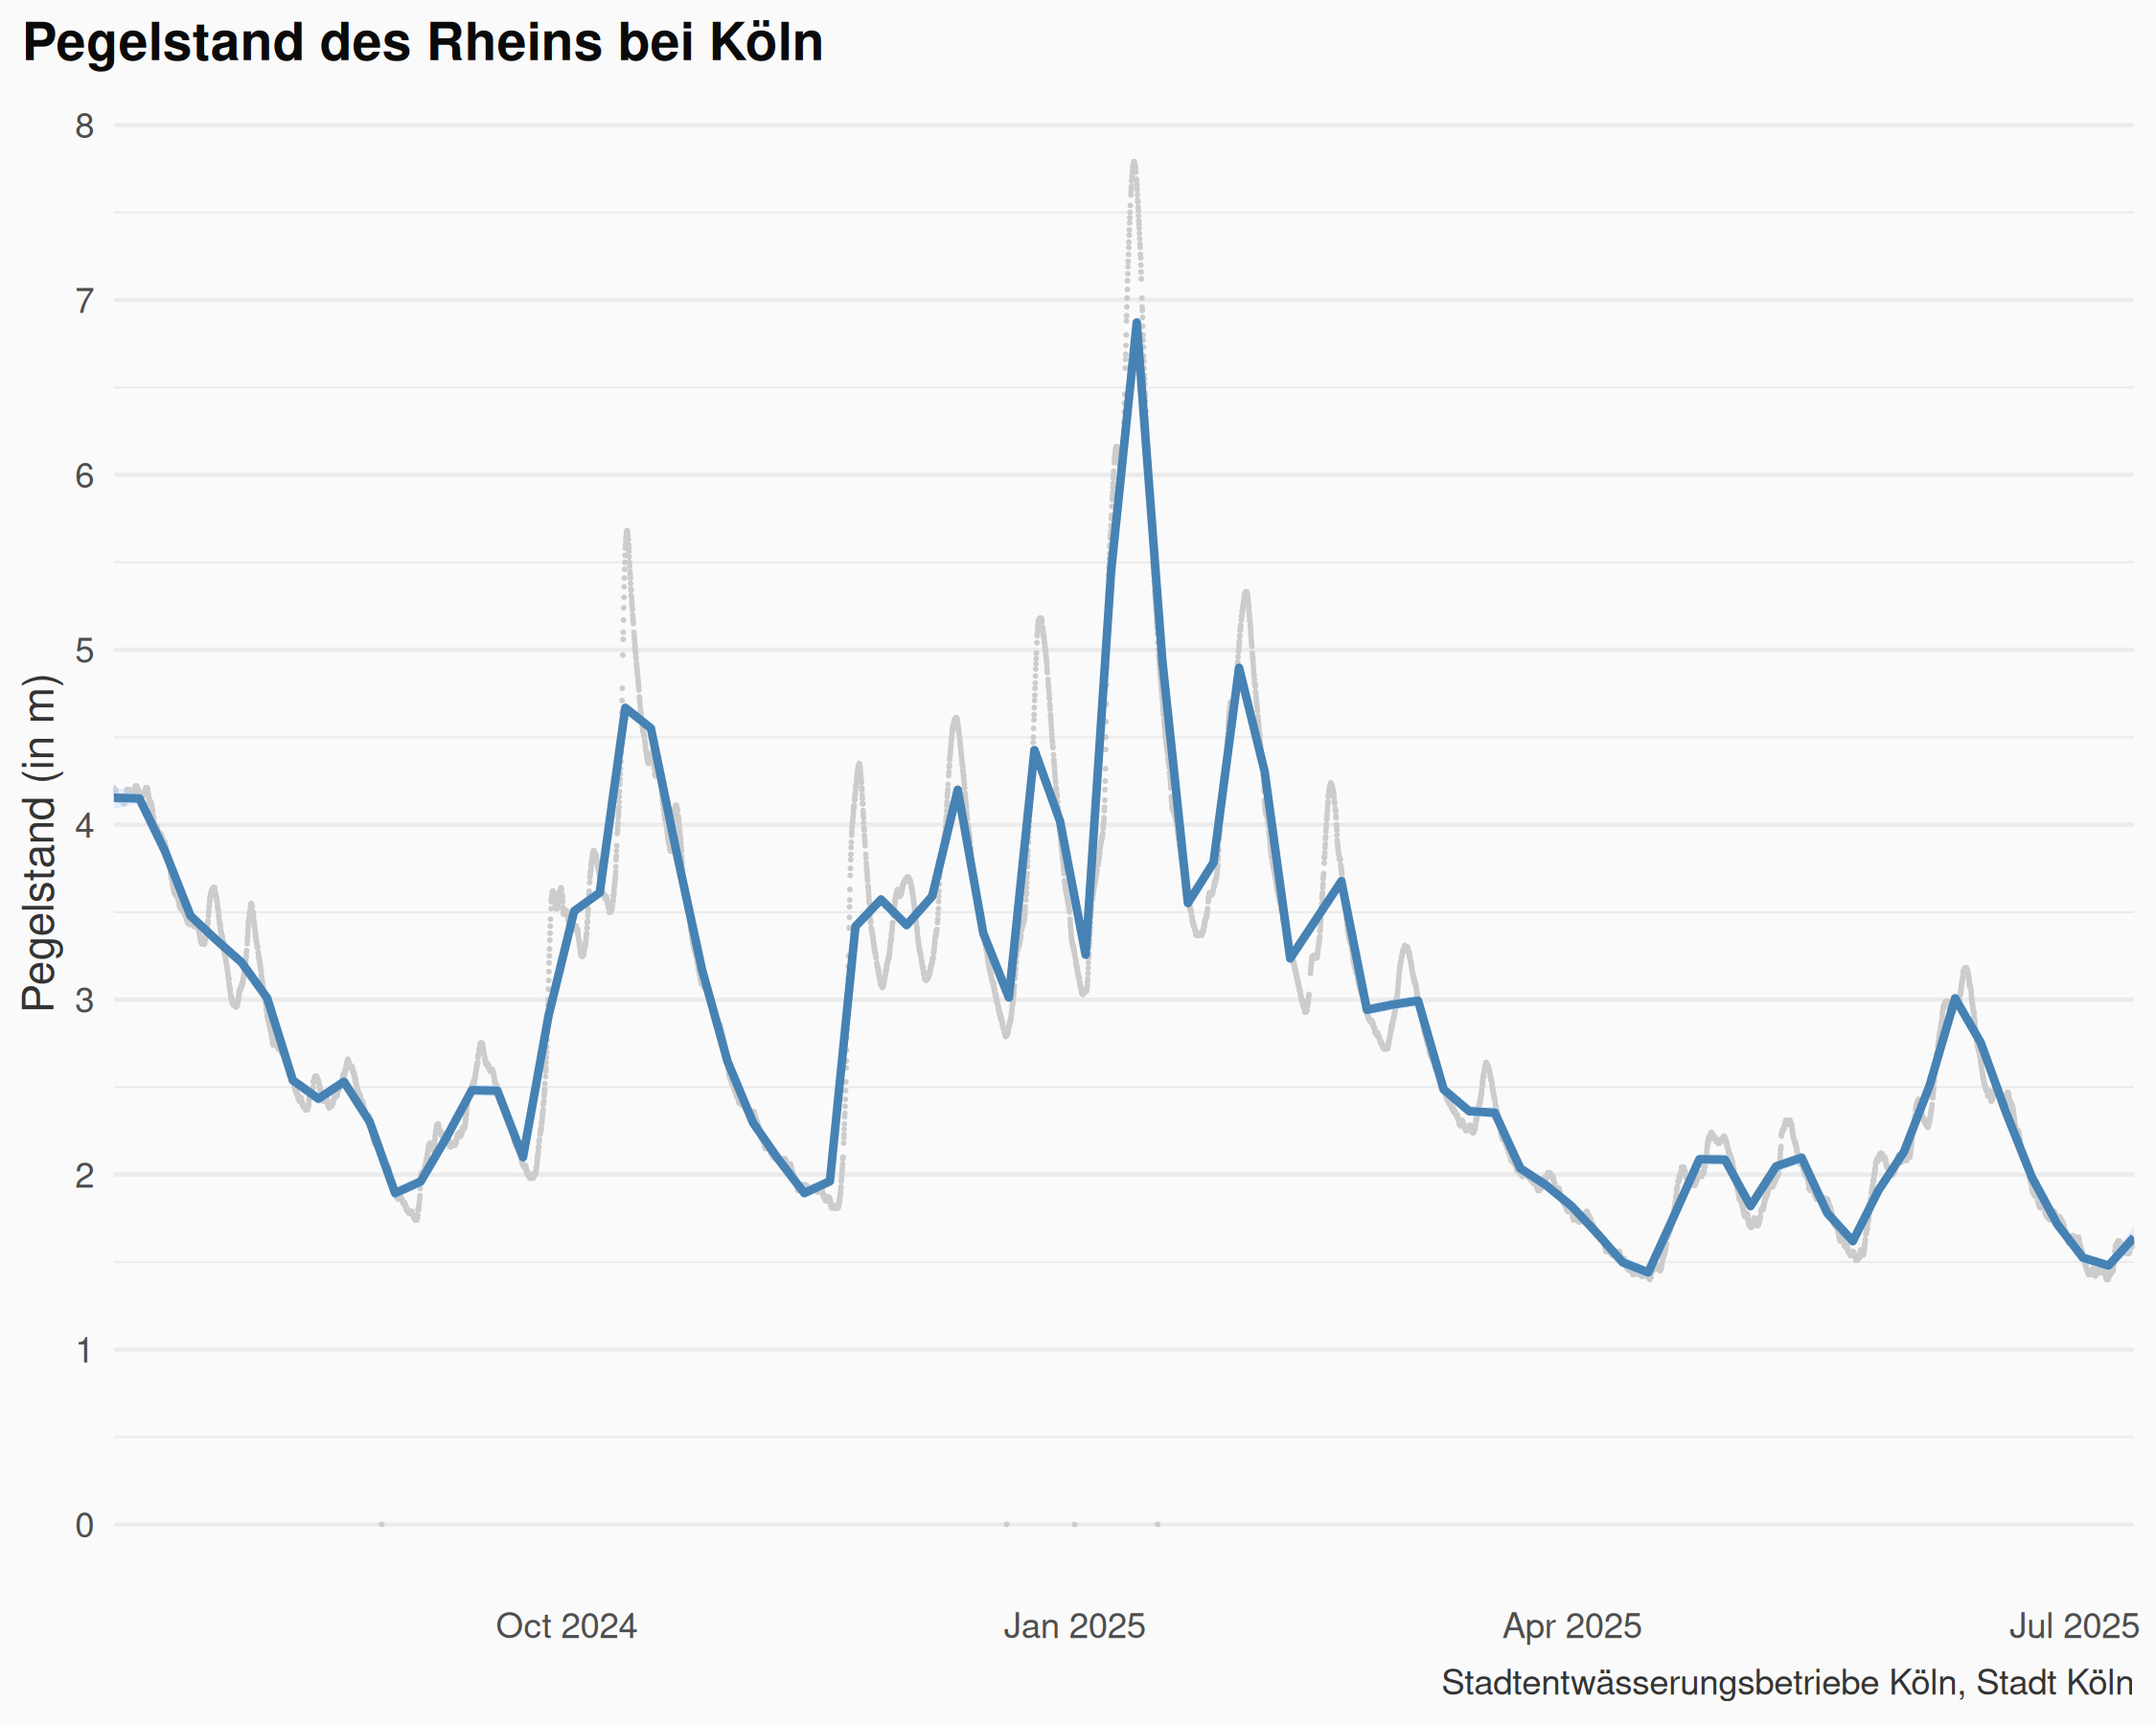 Pegelstand des Rheins bei Köln
Pegelstand (in m)
8
7
6
5
4
3
2
1
0
Oct 2024 Jan 2025 Apr 2025 Jul 2025
Stadtentwässerungsbetriebe Köln, Stadt Köln